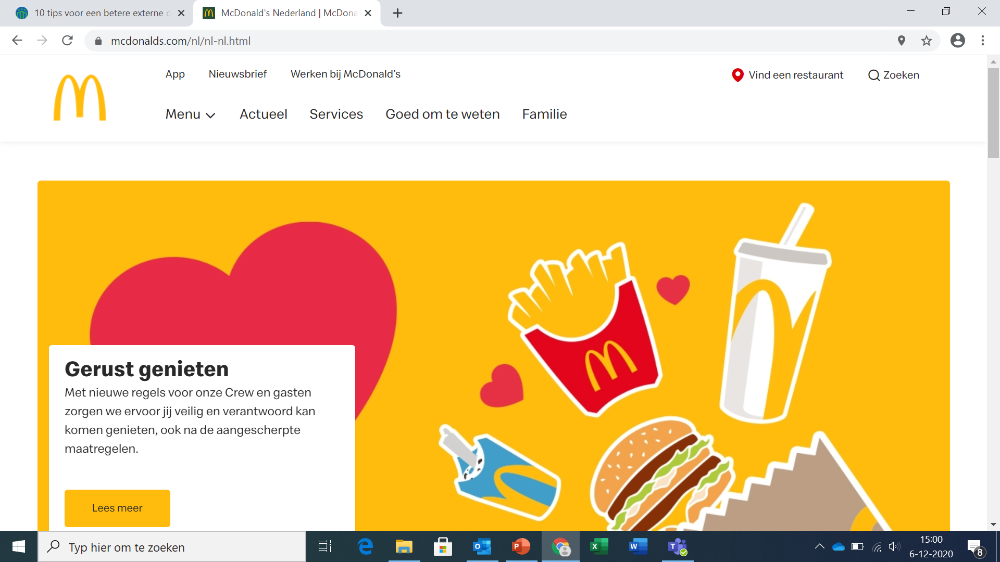 10 tips voor een betere externe c
McDonald's Nederland | McDona
mcdonalds.com/nl/nl-nl.html
App Nieuwsbrief Werken bij McDonald's
Vind een restaurant Zoeken
Menu Actueel Services Goed om te weten Familie
Gerust genieten
Met nieuwe regels voor onze Crew en gasten
zorgen we ervoor jij veilig en verantwoord kan
komen genieten, ook na de aangescherpte
maatregelen.
Lees meer
Typ hier om te zoeken
15:00
6-12-2020
8